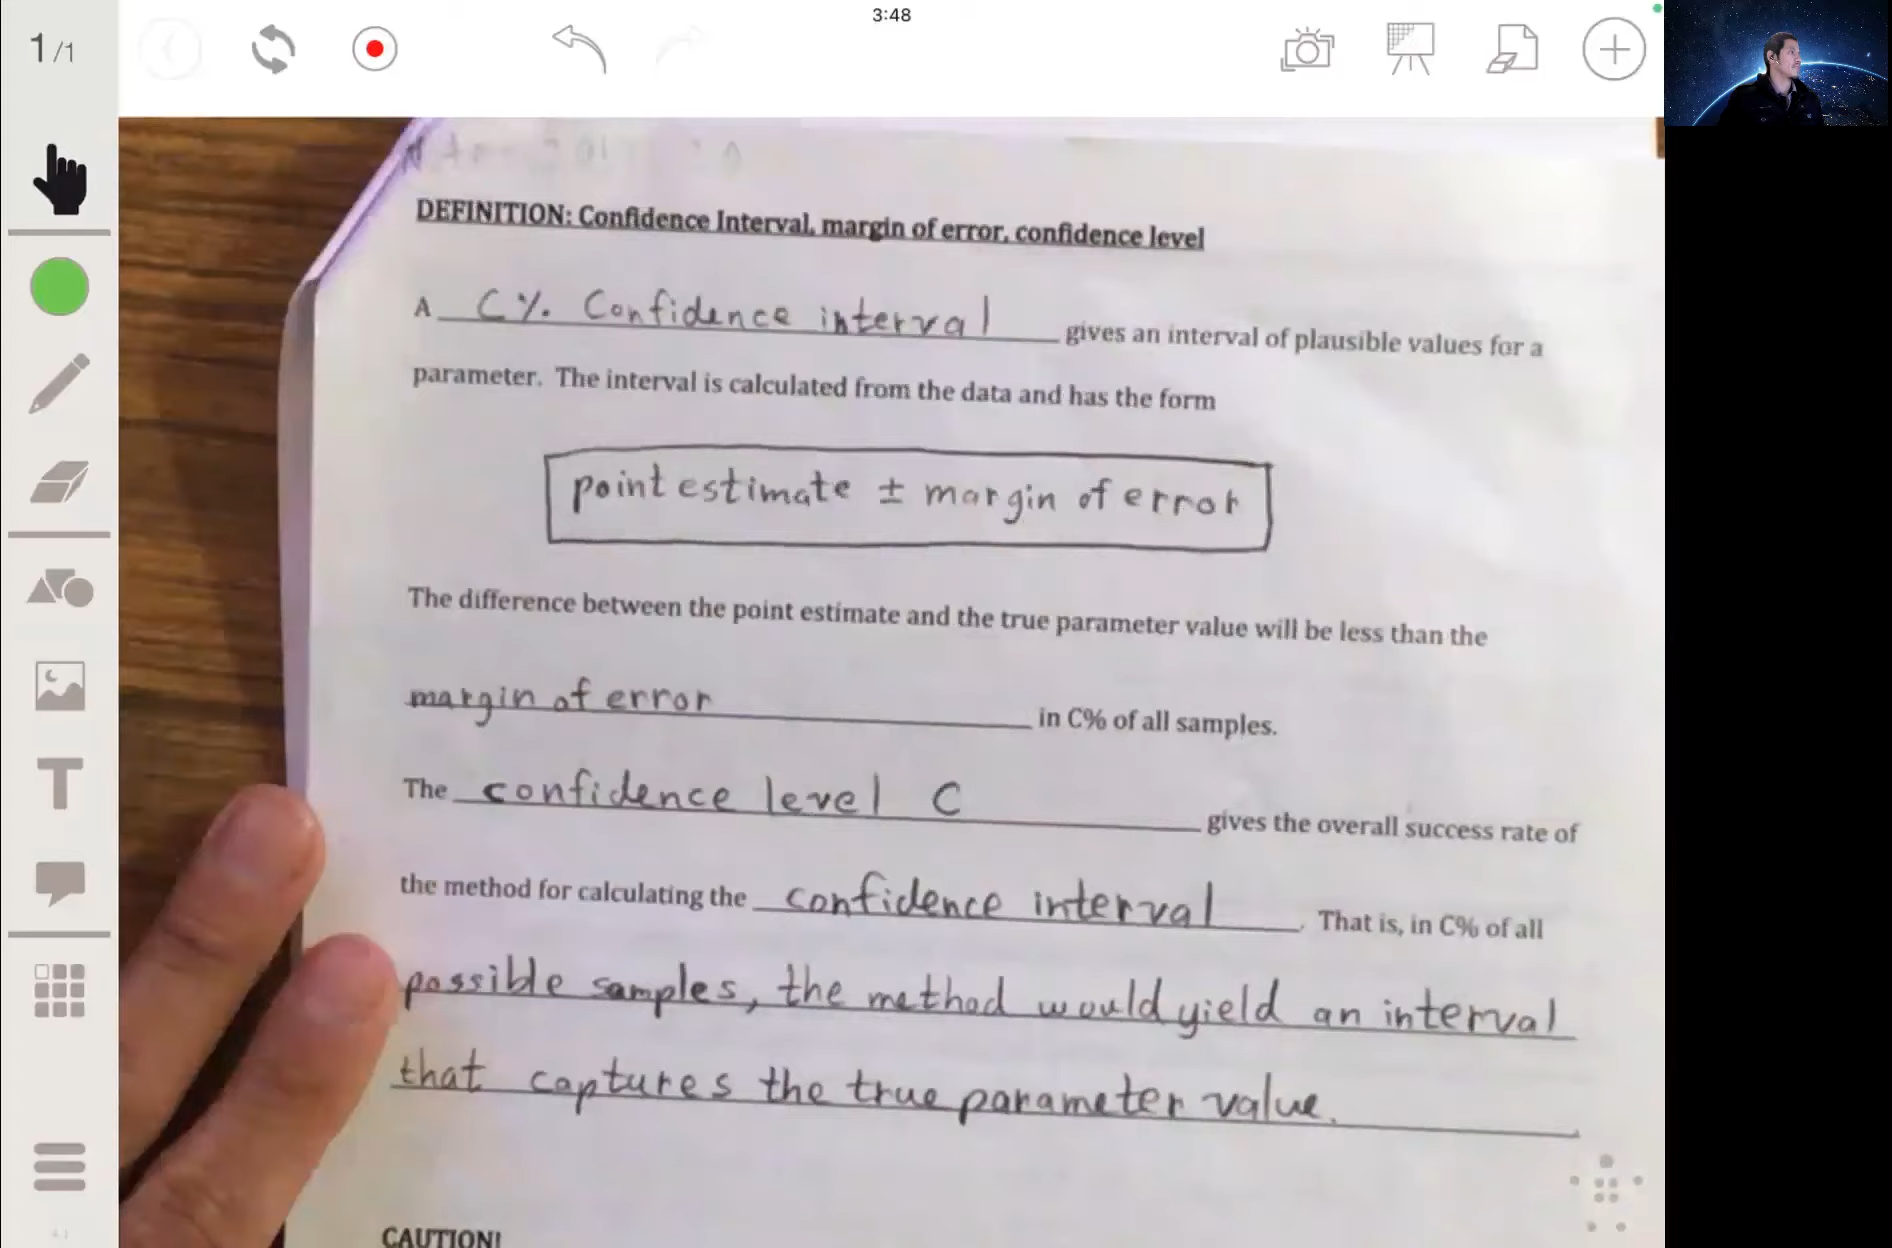 3:48
1/1
DEFINITION: Confidence Interval, margin of error, confidence level
A C%. Confidence interval gives an interval of plausible values for a
parameter. The interval is calculated from the data and has the form
point estimate ± margin of error
The difference between the point estimate and the true parameter value will be less than the
margin of error in C% of all samples.
The confidence level C gives the overall success rate of
the method for calculating the confidence interval. That is, in C% of all
possible samples, the method would yield an interval
that captures the true parameter value.
CAUTION!
T